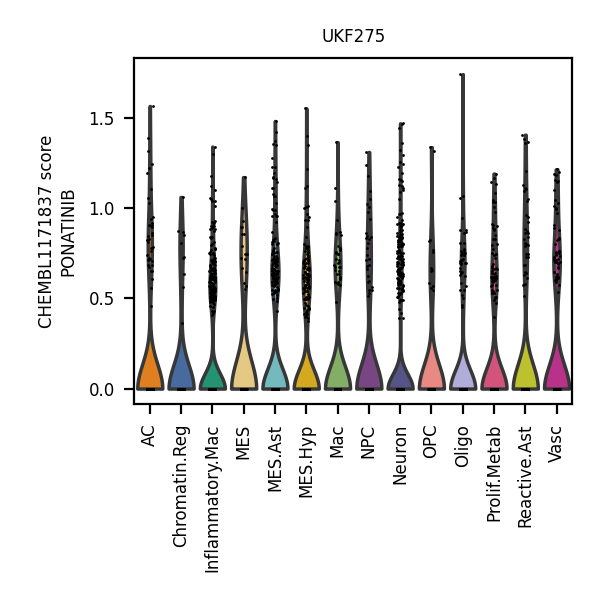 UKF275
CHEMBL1171837 score
PONATINIB
1.5
1.0
0.5
0.0
AC
Chromatin.Reg
Inflammatory.Mac
MES
MES.Ast
MES.Hyp
Mac
NPC
Neuron
OPC
Oligo
Prolif.Metab
Reactive.Ast
Vasc